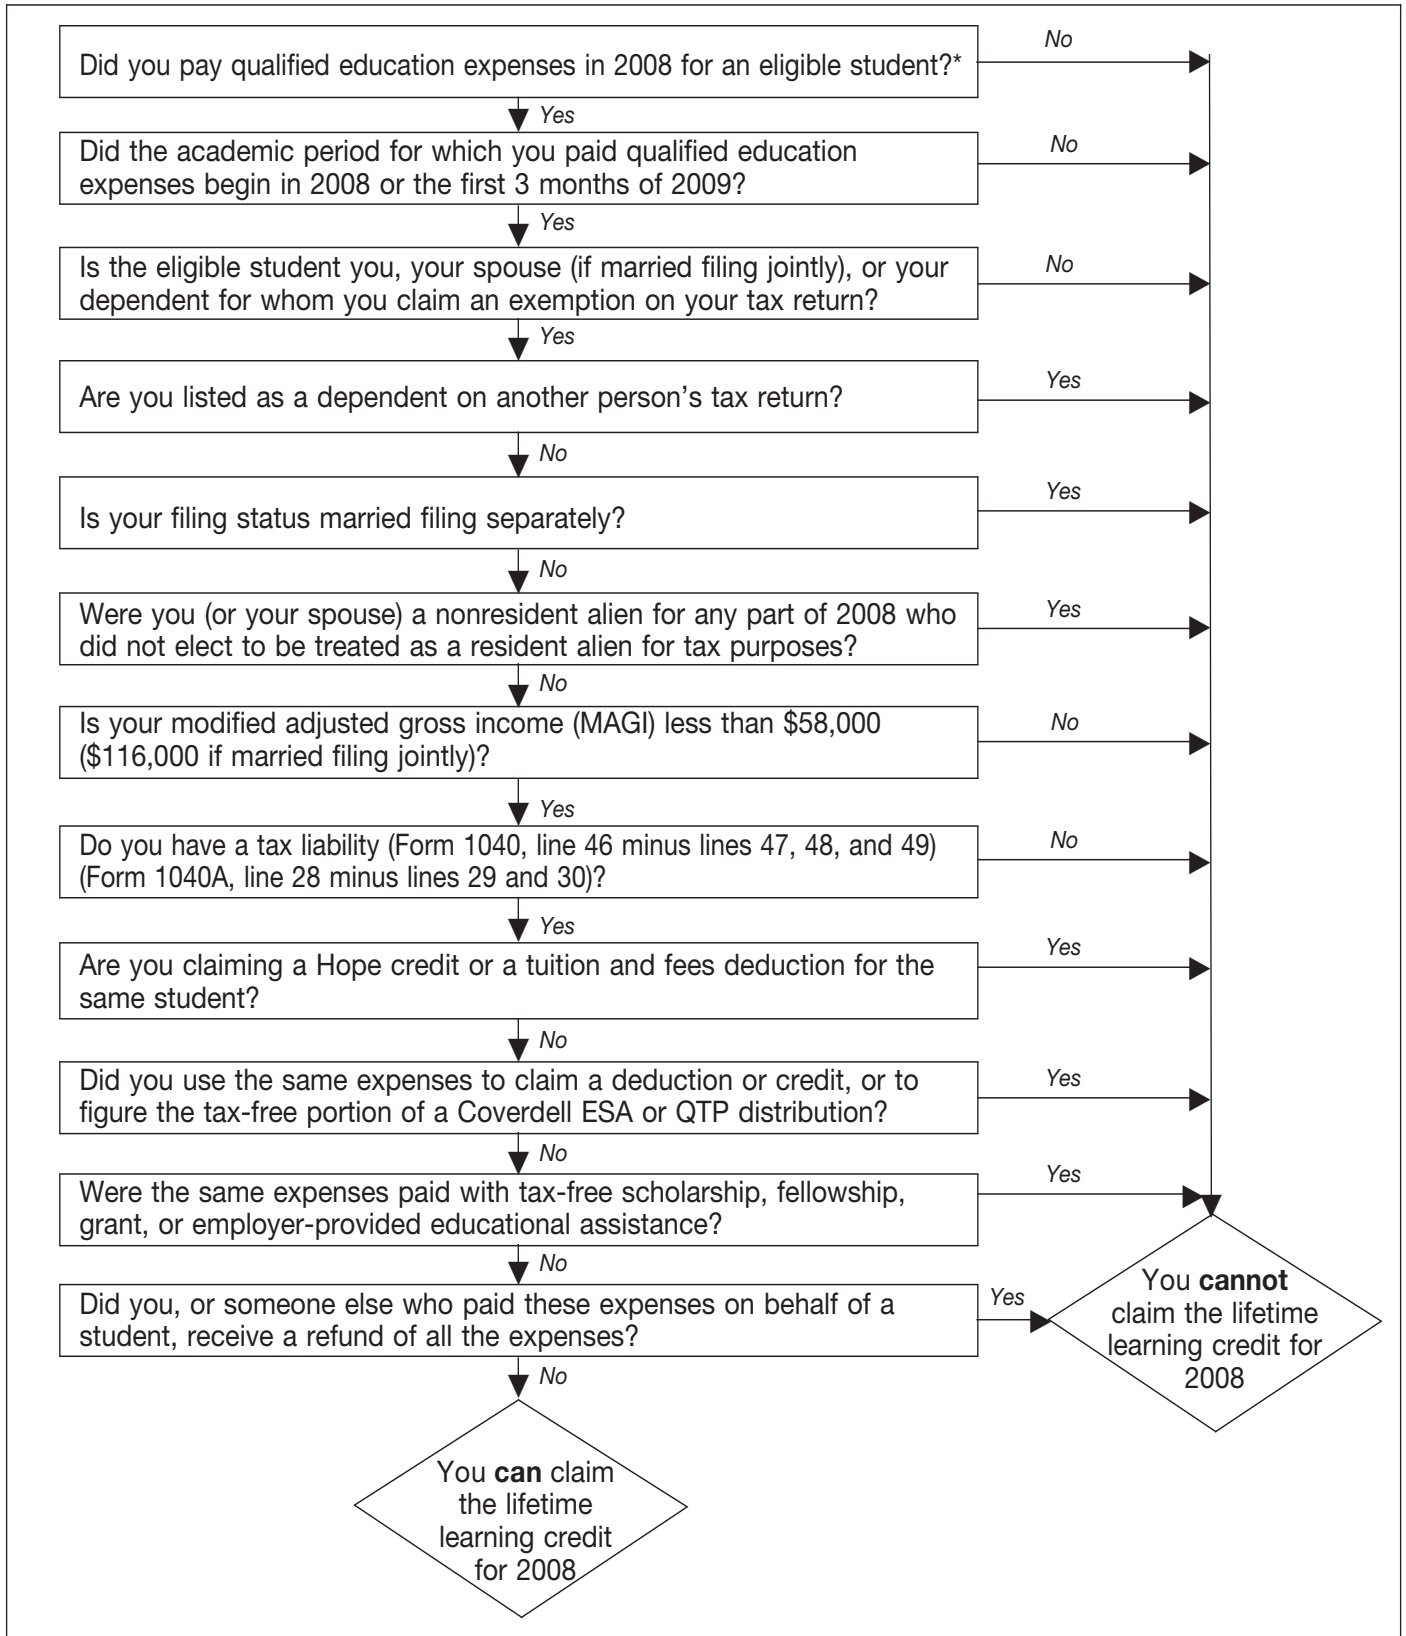 Did you pay qualified education expenses in 2008 for an eligible student?*
No
Yes
Did the academic period for which you paid qualified education
expenses begin in 2008 or the first 3 months of 2009?
No
Yes
Is the eligible student you, your spouse (if married filing jointly), or your
dependent for whom you claim an exemption on your tax return?
No
Yes
Are you listed as a dependent on another person's tax return?
Yes
No
Is your filing status married filing separately?
Yes
No
Were you (or your spouse) a nonresident alien for any part of 2008 who
did not elect to be treated as a resident alien for tax purposes?
Yes
No
Is your modified adjusted gross income (MAGI) less than $58,000
($116,000 if married filing jointly)?
No
Yes
Do you have a tax liability (Form 1040, line 46 minus lines 47, 48, and 49)
(Form 1040A, line 28 minus lines 29 and 30)?
No
Yes
Are you claiming a Hope credit or a tuition and fees deduction for the
same student?
Yes
No
Did you use the same expenses to claim a deduction or credit, or to
figure the tax-free portion of a Coverdell ESA or QTP distribution?
Yes
No
Were the same expenses paid with tax-free scholarship, fellowship,
grant, or employer-provided educational assistance?
Yes
No
Did you, or someone else who paid these expenses on behalf of a
student, receive a refund of all the expenses?
Yes
No
You cannot
claim the lifetime
learning credit for
2008
You can claim
the lifetime
learning credit
for 2008